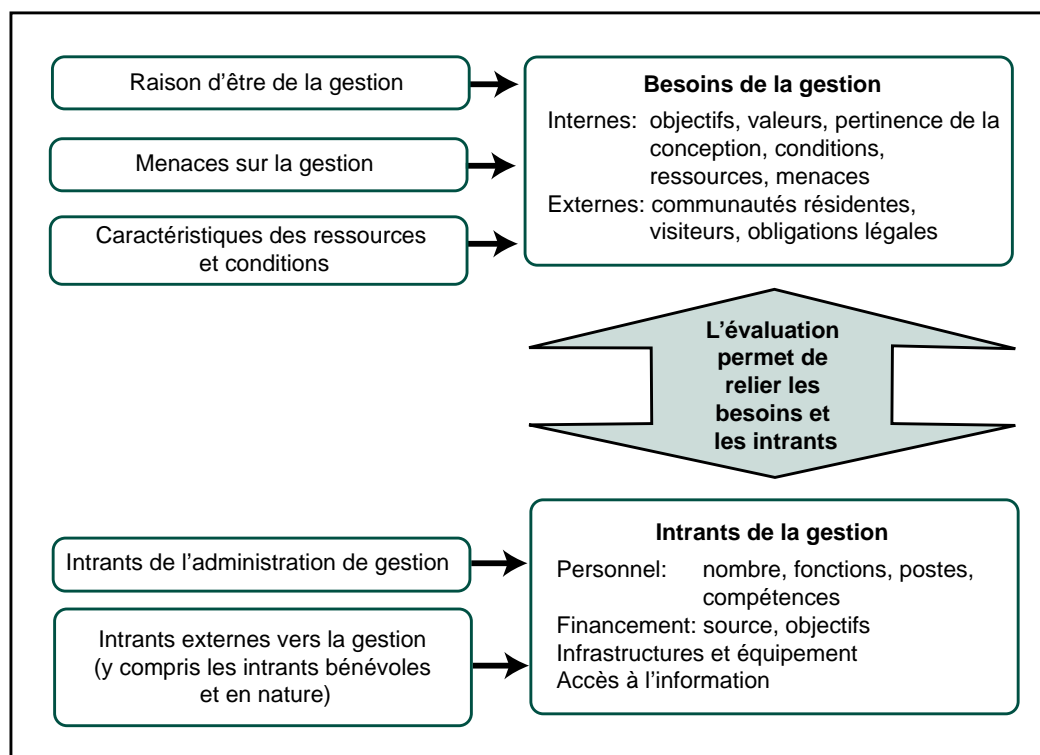 Raison d’être de la gestion
Menaces sur la gestion
Caractéristiques des ressources
et conditions
Besoins de la gestion
Internes: objectifs, valeurs, pertinence de la
conception, conditions,
ressources, menaces
Externes: communautés résidentes,
visiteurs, obligations légales
L’évaluation
permet de
relier les
besoins et
les intrants
Intrants de l’administration de gestion
Intrants externes vers la gestion
(y compris les intrants bénévoles
et en nature)
Intrants de la gestion
Personnel: nombre, fonctions, postes,
compétences
Financement: source, objectifs
Infrastructures et équipement
Accès à l’information